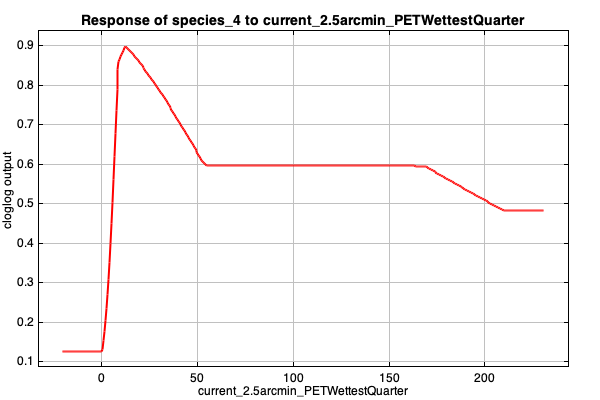 Response of species_4 to current_2.5arcmin_PETWettestQuarter
0.9
0.8
0.7
0.6
0.5
0.4
0.3
0.2
0.1
cloglog output
0 50 100 150 200
current_2.5arcmin_PETWettestQuarter